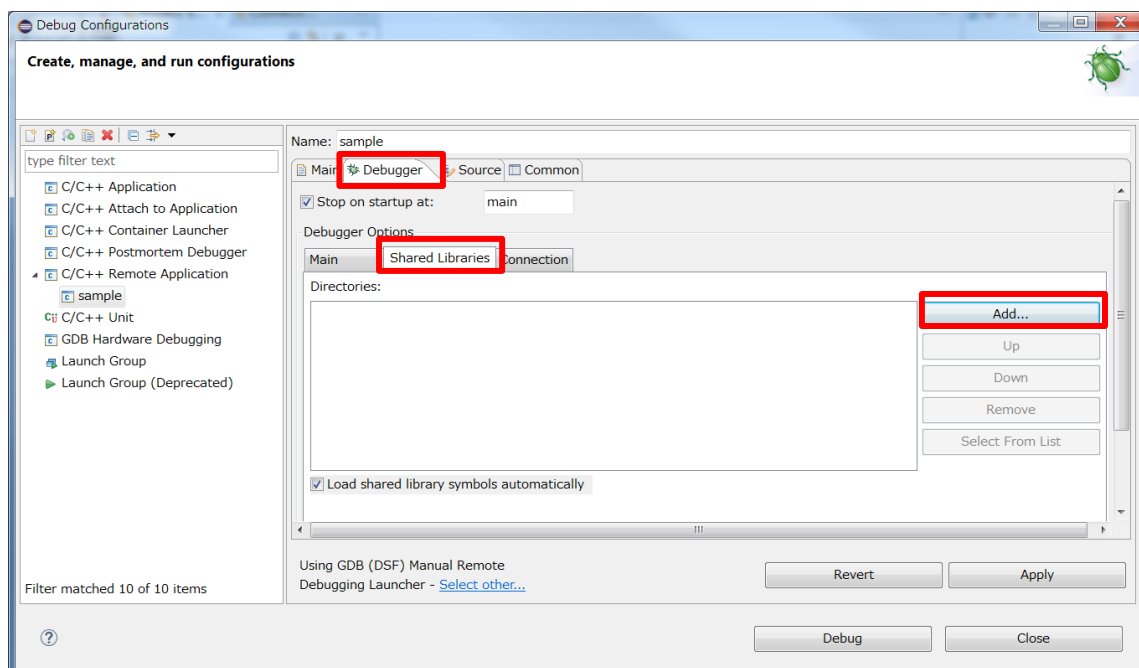 Debug Configurations
Create, manage, and run configurations
type filter text
C/C++ Application
C/C++ Attach to Application
C/C++ Container Launcher
C/C++ Postmortem Debugger
C/C++ Remote Application
sample
C/C++ Unit
GDB Hardware Debugging
Launch Group
Launch Group (Deprecated)
Filter matched 10 of 10 items
Name: sample
Main Debugger Source Common
Stop on startup at: main
Debugger Options
Main Shared Libraries Connection
Directories:
Add...
Up
Down
Remove
Select From List
Load shared library symbols automatically
Using GDB (DSF) Manual Remote
Debugging Launcher - Select other...
Revert Apply
Debug Close